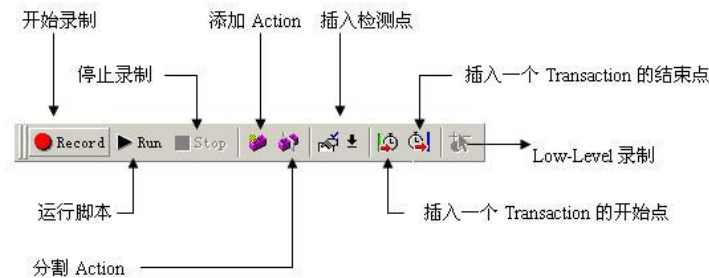 开始录制
添加 Action
插入检测点
停止录制
插入一个 Transaction 的结束点
Record
Run
Stop
Low-Level 录制
运行脚本
插入一个 Transaction 的开始点
分割 Action